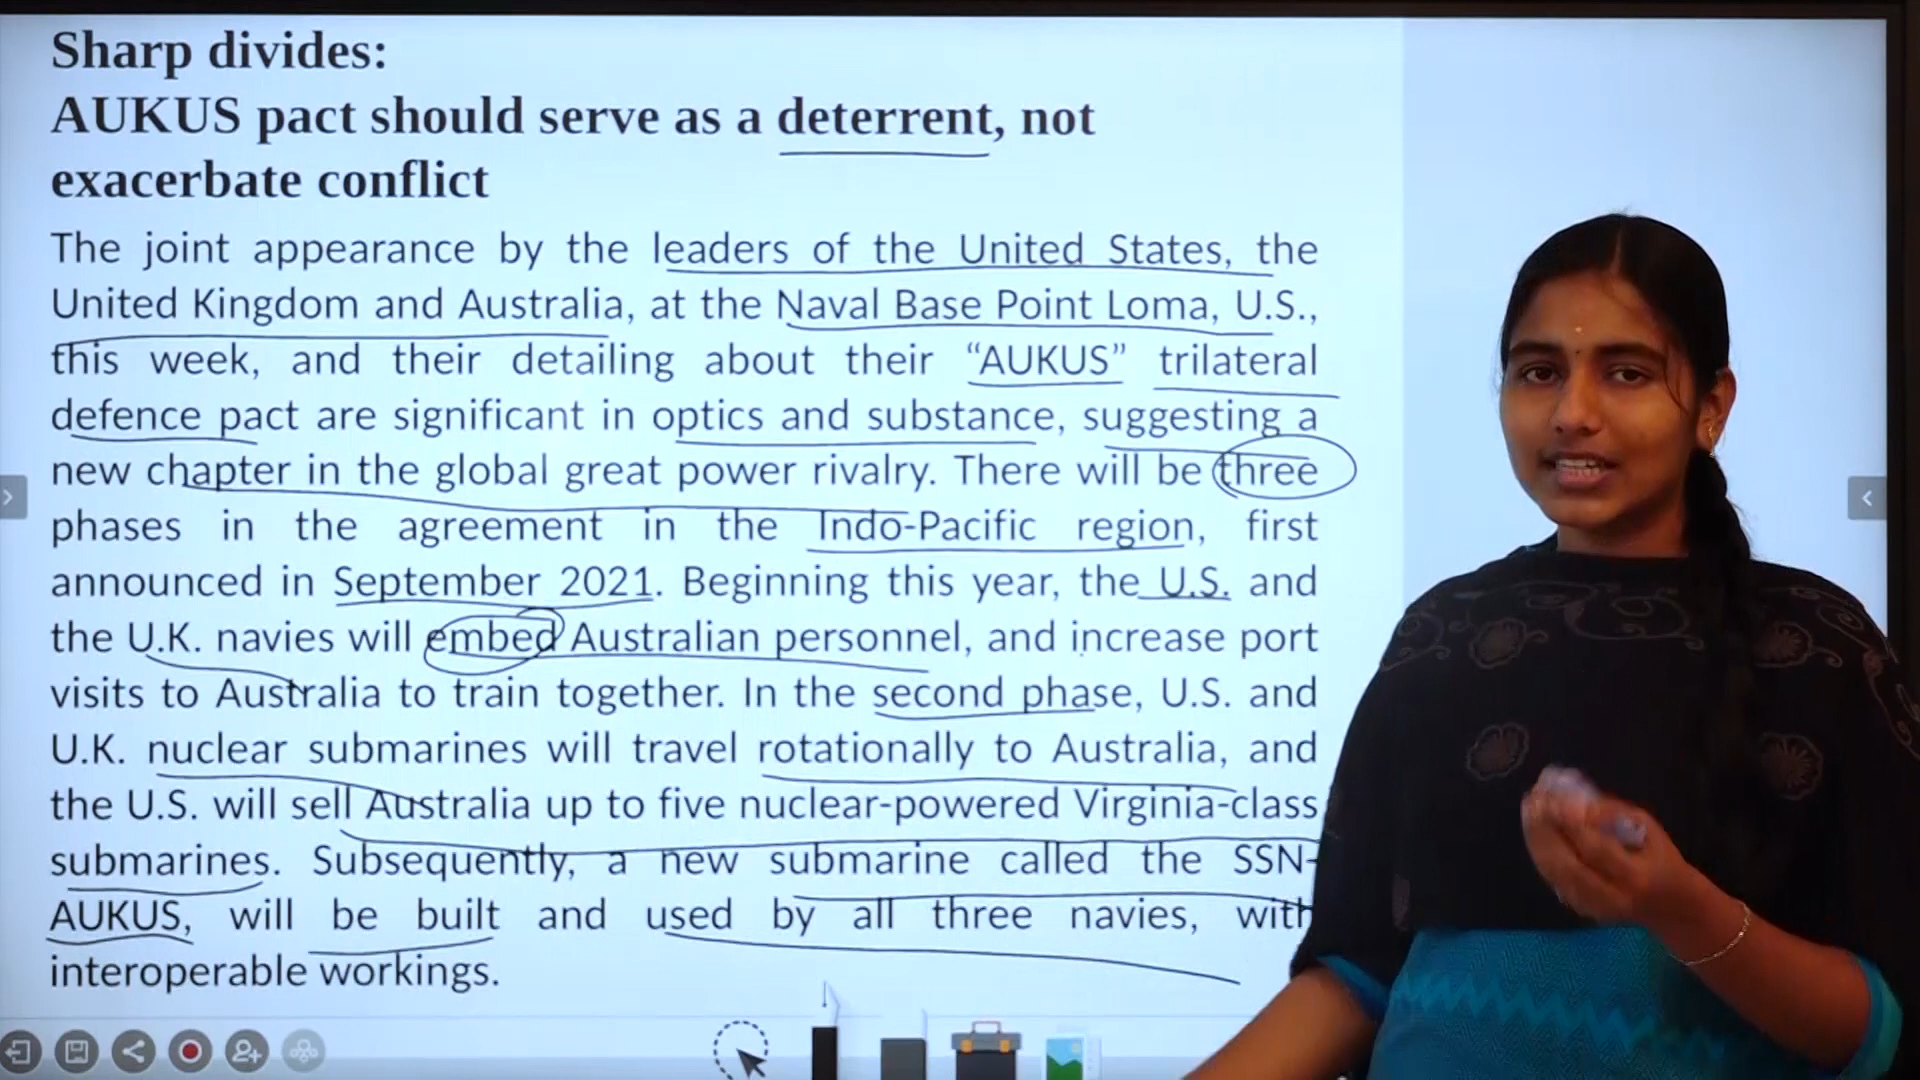 Sharp divides:
AUKUS pact should serve as a deterrent, not
exacerbate conflict
The joint appearance by the leaders of the United States, the
United Kingdom and Australia, at the Naval Base Point Loma, U.S.,
this week, and their detailing about their “AUKUS” trilateral
defence pact are significant in optics and substance, suggesting a
new chapter in the global great power rivalry. There will be three
phases in the agreement in the Indo-Pacific region, first
announced in September 2021. Beginning this year, the U.S. and
the U.K. navies will embed Australian personnel, and increase port
visits to Australia to train together. In the second phase, U.S. and
U.K. nuclear submarines will travel rotationally to Australia, and
the U.S. will sell Australia up to five nuclear-powered Virginia-class
submarines. Subsequently, a new submarine called the SSN-
AUKUS, will be built and used by all three navies, with
interoperable workings.